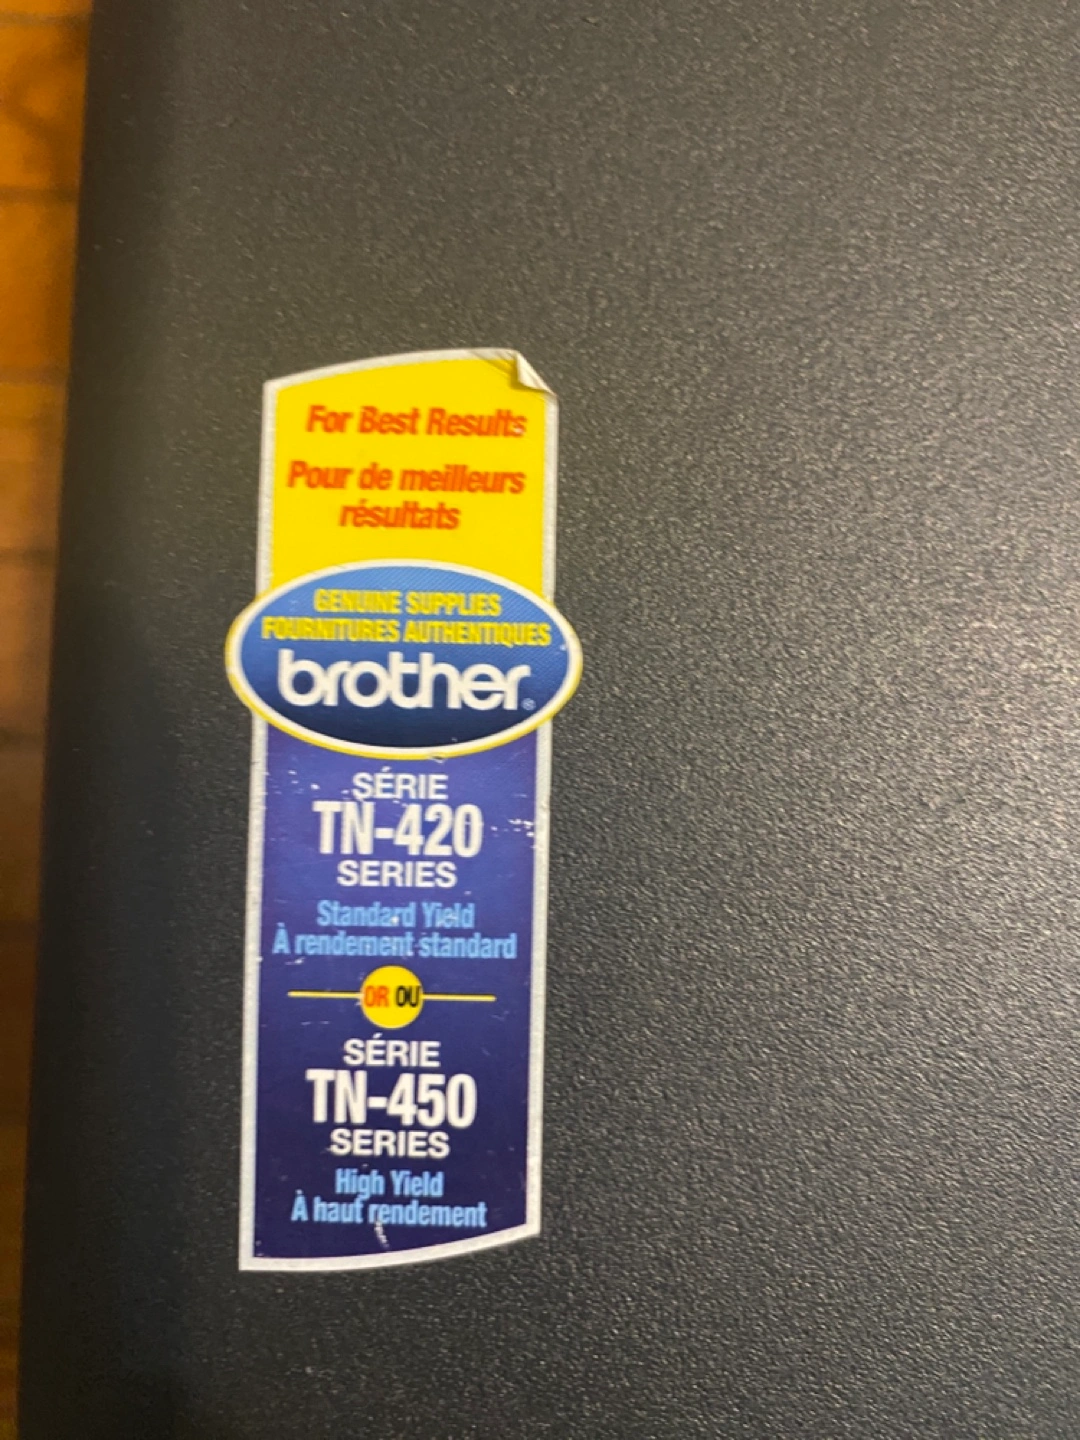 For Best Results
Pour de meilleurs
résultats
GENUINE SUPPLIES
FOURNITURES AUTHENTIQUES
brother®
SÉRIE
TN-420
SERIES
Standard Yield
À rendement standard
OR OU
SÉRIE
TN-450
SERIES
High Yield
À haut rendement